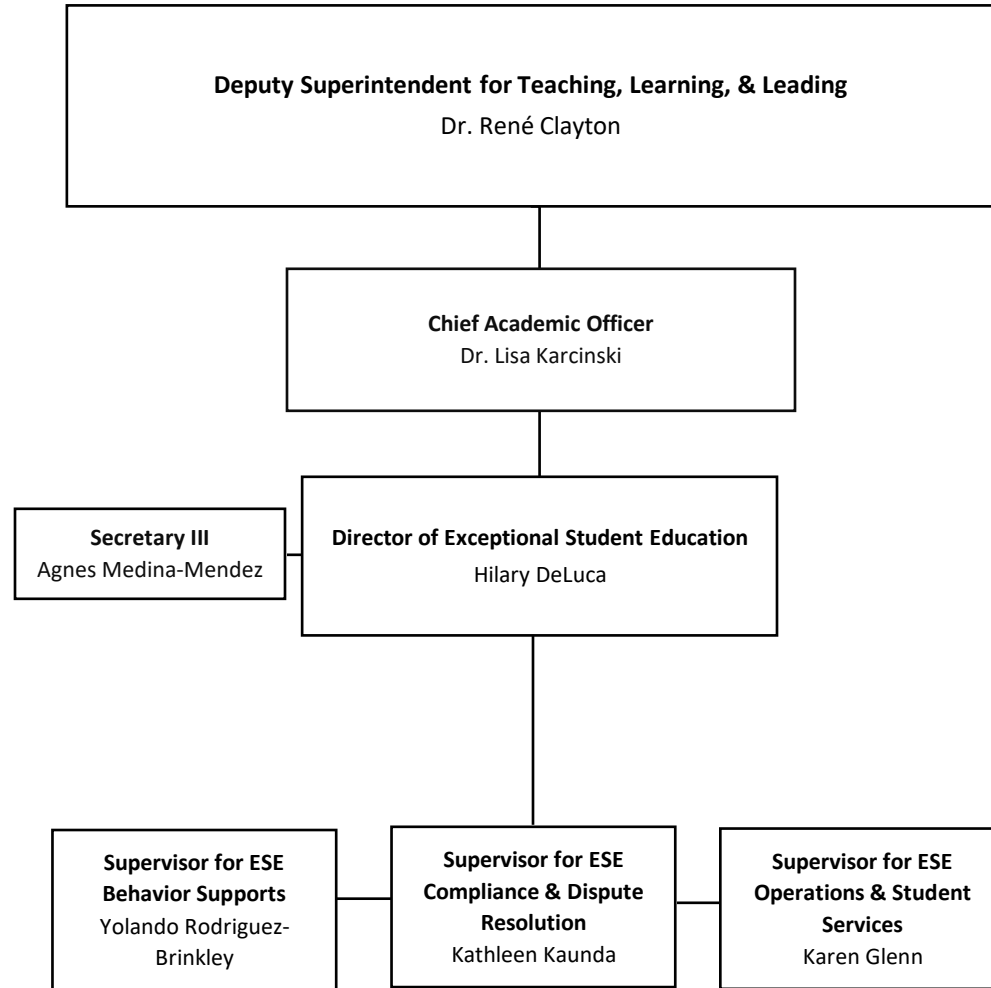 Deputy Superintendent for Teaching, Learning, & Leading
Dr. René Clayton
Chief Academic Officer
Dr. Lisa Karcinski
Secretary III
Agnes Medina-Mendez
Director of Exceptional Student Education
Hilary DeLuca
Supervisor for ESE
Behavior Supports
Yolando Rodriguez-
Brinkley
Supervisor for ESE
Compliance & Dispute
Resolution
Kathleen Kaunda
Supervisor for ESE
Operations & Student
Services
Karen Glenn